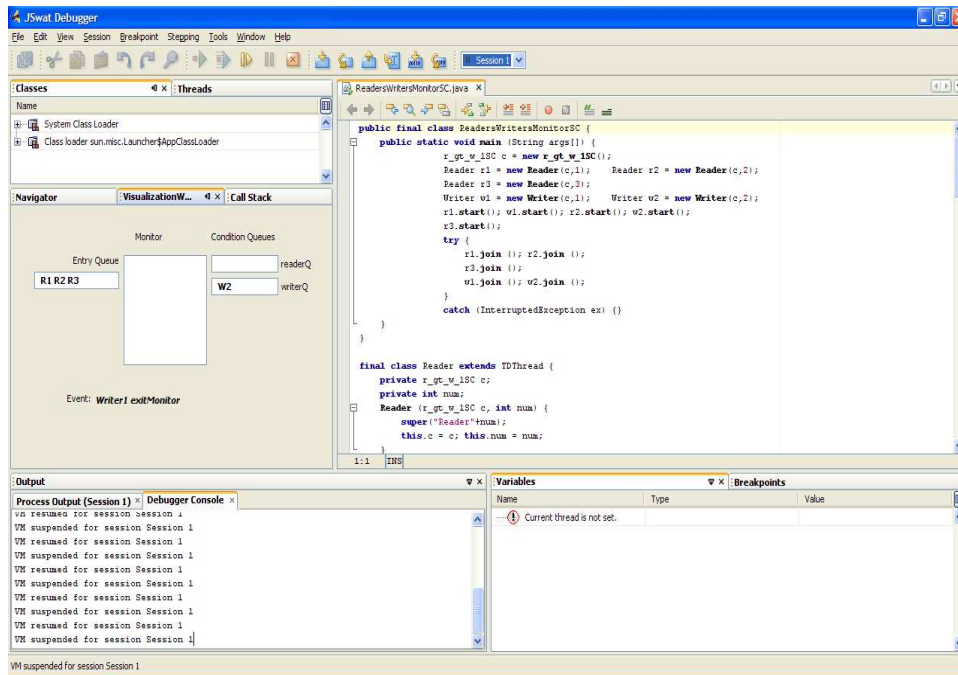 JSwat Debugger
File Edit View Session Breakpoint Stepping Tools Window Help
Session 1
Classes
Threads
Name
System Class Loader
Class loader sun.misc.Launcher$AppClassLoader
Navigator
VisualizationW...
Call Stack
Monitor
Condition Queues
Entry Queue
readerQ
R1 R2 R3
W2
writerQ
Event: Writer1 exitMonitor
ReadersWritersMonitorSC.java
public final class ReadersWritersMonitorSC {
public static void main (String args[]) {
r_gt_w_1SC c = new r_gt_w_1SC();
Reader r1 = new Reader(c,1); Reader r2 = new Reader(c,2);
Reader r3 = new Reader(c,3);
Writer w1 = new Writer(c,1); Writer w2 = new Writer(c,2);
r1.start(); w1.start(); r2.start(); w2.start();
r3.start();
try {
r1.join (); r2.join ();
r3.join ();
w1.join (); w2.join ();
}
catch (InterruptedException ex) {}
}
}
final class Reader extends TDThread {
private r_gt_w_1SC c;
private int num;
Reader (r_gt_w_1SC c, int num) {
super("Reader"+num);
this.c = c; this.num = num;
}
1:1 INS
Output
Process Output (Session 1)
Debugger Console
VM resumed for session Session 1
VM suspended for session Session 1
VM resumed for session Session 1
VM suspended for session Session 1
VM resumed for session Session 1
VM suspended for session Session 1
VM resumed for session Session 1
VM suspended for session Session 1
VM resumed for session Session 1
VM suspended for session Session 1
Variables
Breakpoints
Name Type Value
Current thread is not set.
VM suspended for session Session 1